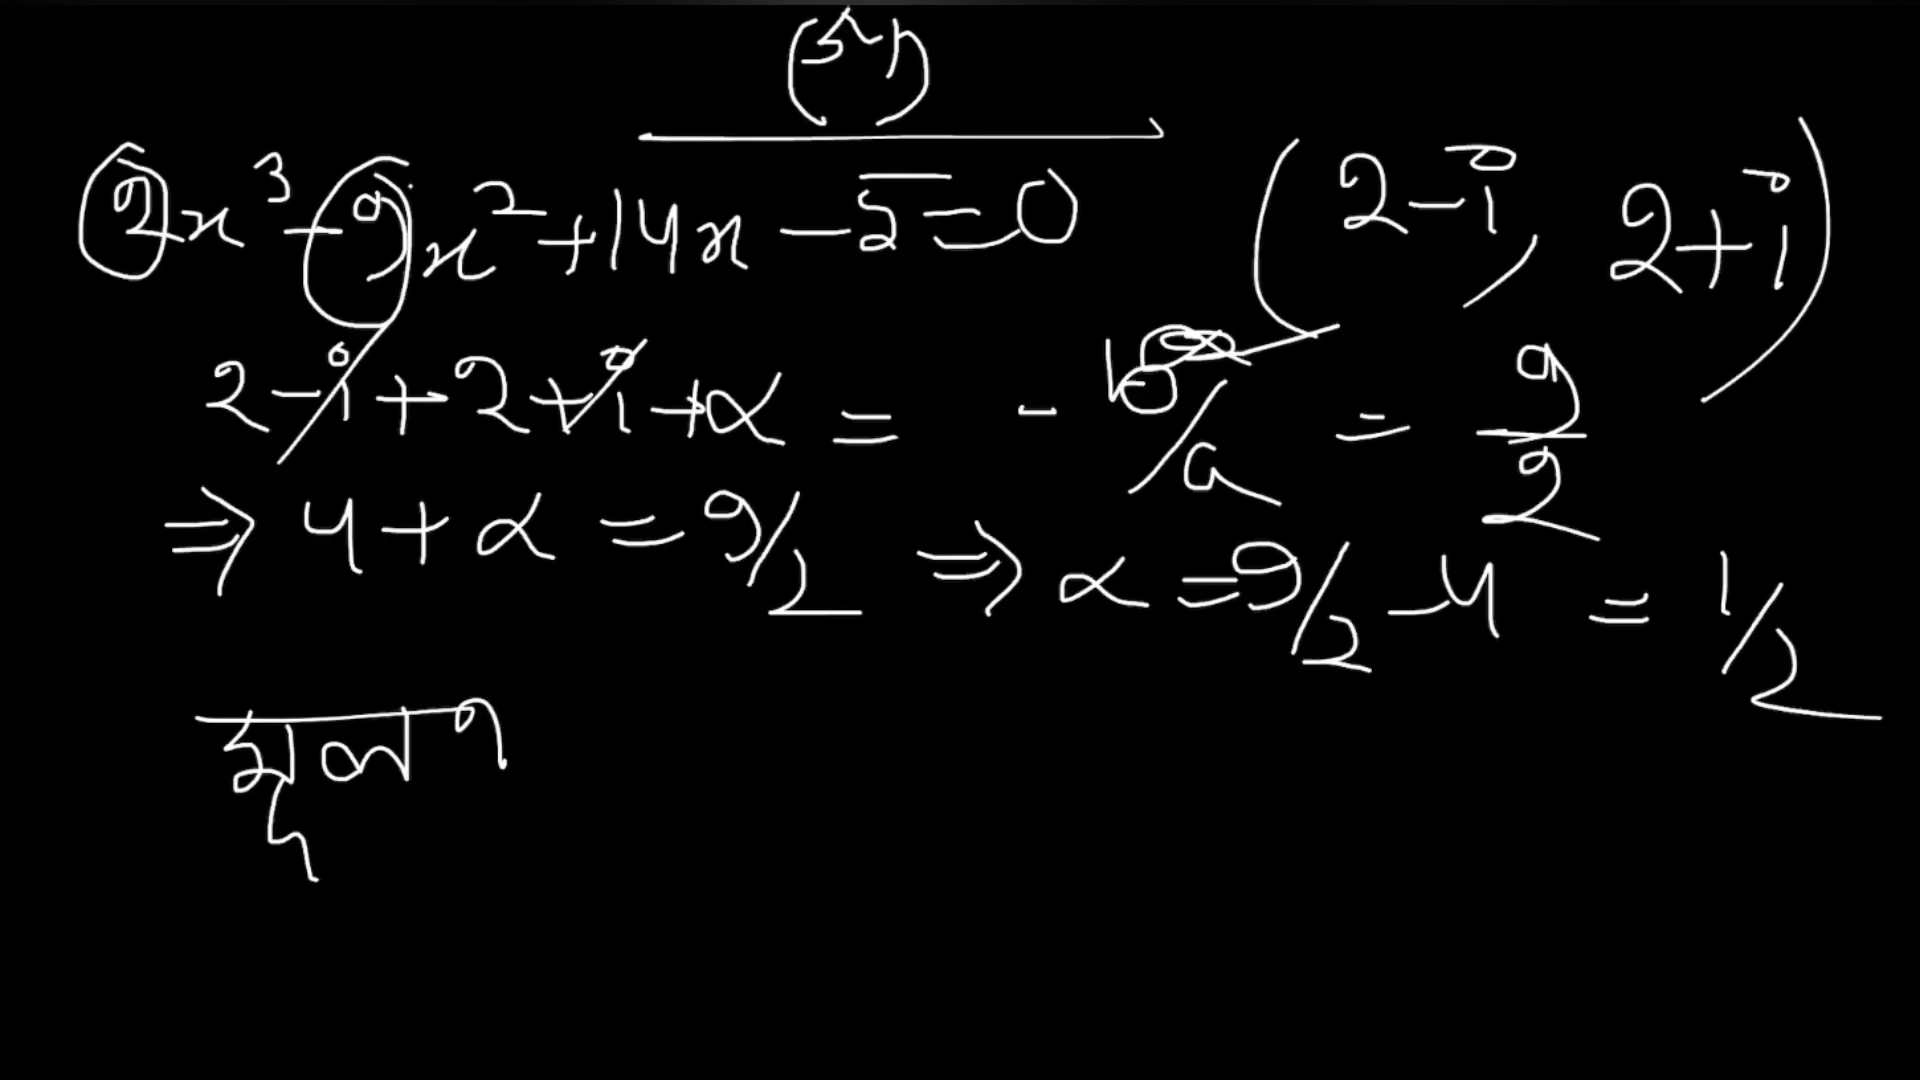 2x³ - 9x² + 14x - 5 = 0 (2-i, 2+i)
2-i + 2+i + α = - b/a = 9/2
⇒ 4 + α = 9/2 ⇒ α = 9/2 - 4 = 1/2